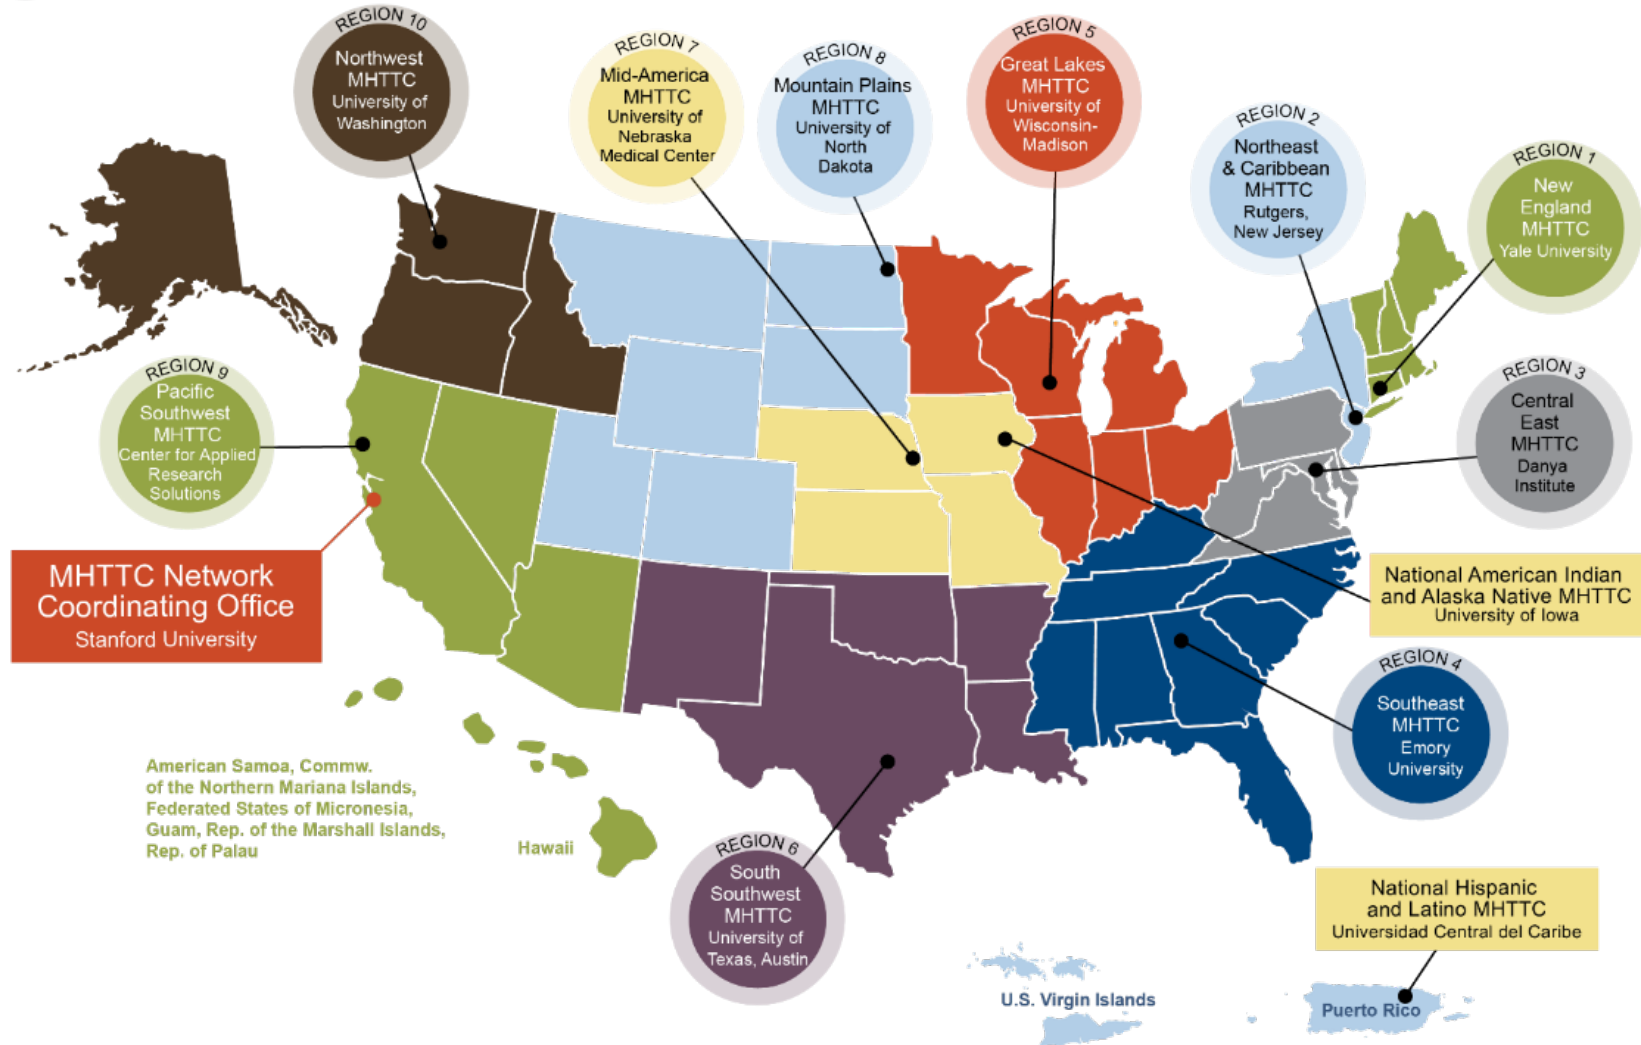 REGION 10
Northwest
MHTTC
University of
Washington
REGION 7
Mid-America
MHTTC
University of
Nebraska
Medical Center
REGION 8
Mountain Plains
MHTTC
University of
North
Dakota
REGION 5
Great Lakes
MHTTC
University of
Wisconsin-
Madison
REGION 2
Northeast
& Caribbean
MHTTC
Rutgers,
New Jersey
REGION 1
New
England
MHTTC
Yale University
REGION 9
Pacific
Southwest
MHTTC
Center for Applied
Research
Solutions
REGION 3
Central
East
MHTTC
Danya
Institute
MHTTC Network
Coordinating Office
Stanford University
National American Indian
and Alaska Native MHTTC
University of Iowa
REGION 4
Southeast
MHTTC
Emory
University
American Samoa, Commw.
of the Northern Mariana Islands,
Federated States of Micronesia,
Guam, Rep. of the Marshall Islands,
Rep. of Palau
Hawaii
REGION 6
South
Southwest
MHTTC
University of
Texas, Austin
National Hispanic
and Latino MHTTC
Universidad Central del Caribe
U.S. Virgin Islands
Puerto Rico